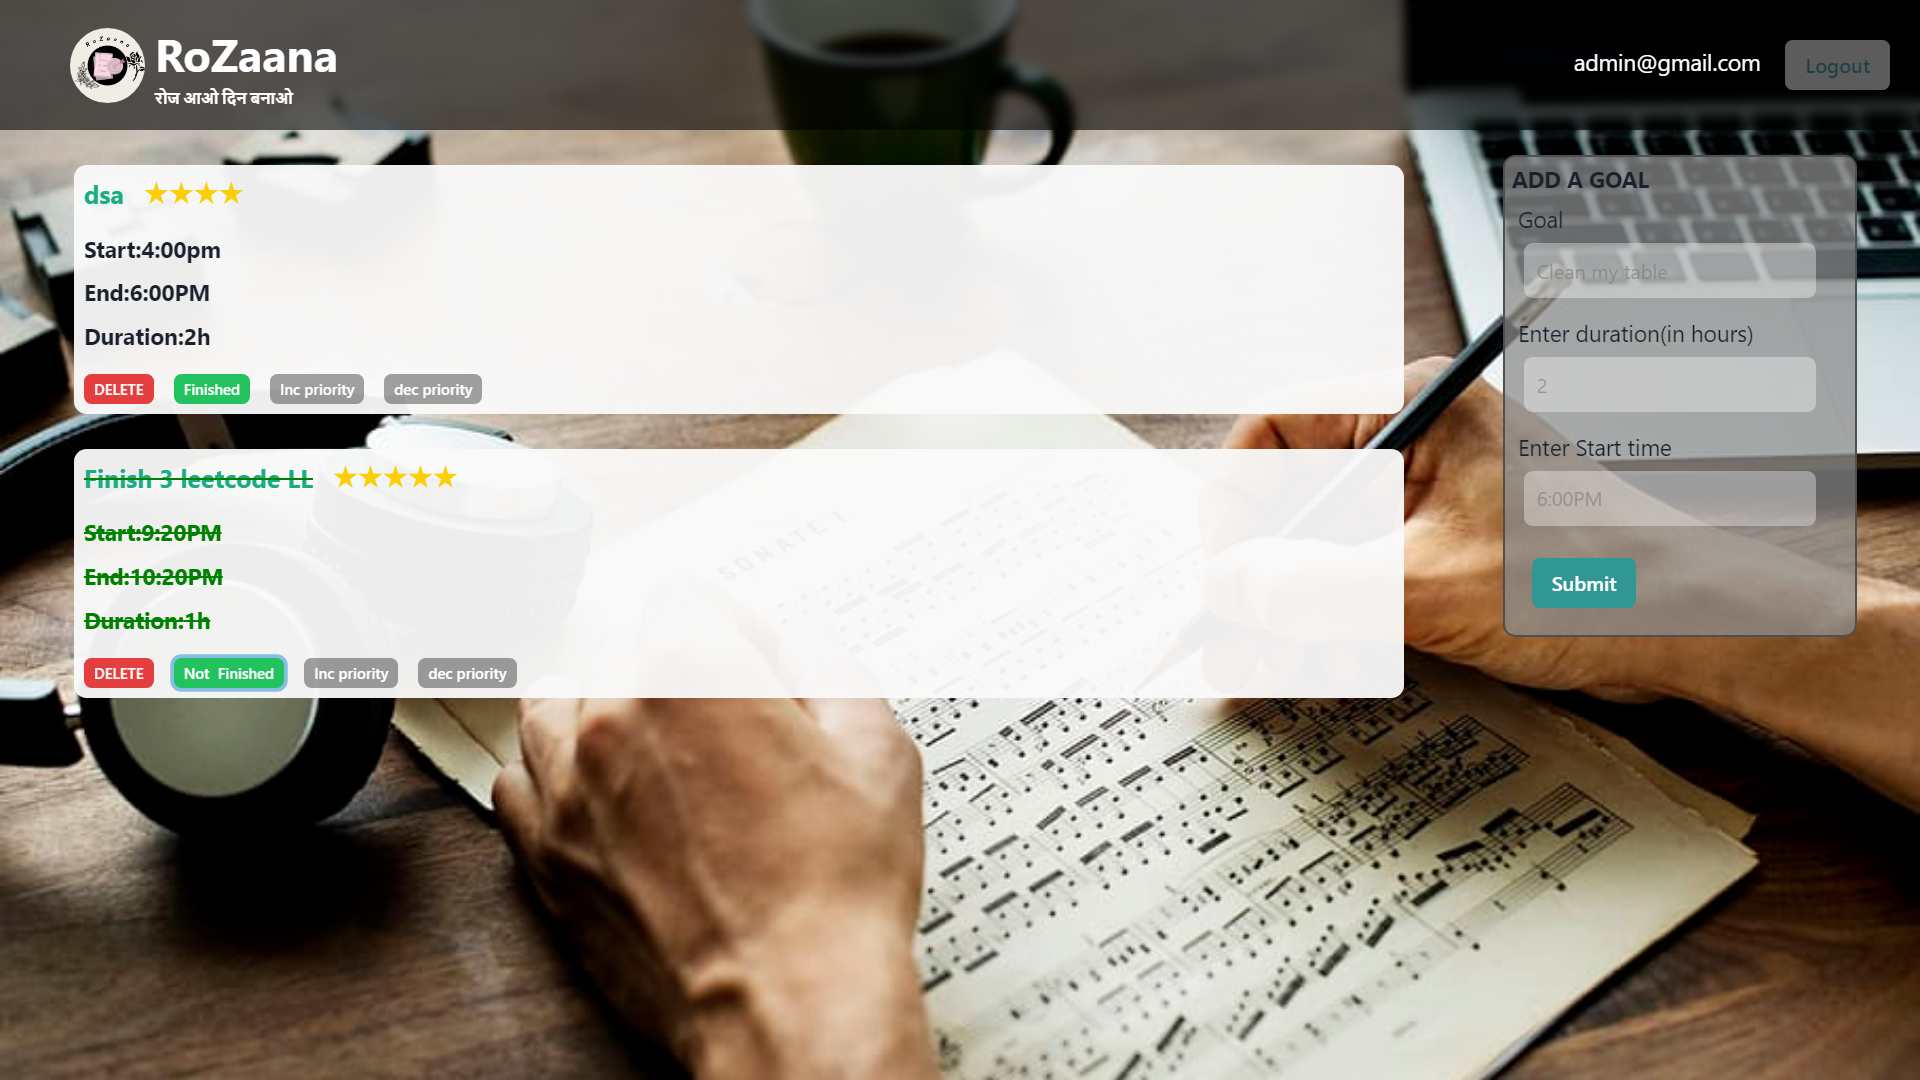 RoZaana
RoZaana
रोज आओ दिन बनाओ
admin@gmail.com
Logout
dsa ★★★★
Start:4:00pm
End:6:00PM
Duration:2h
DELETE Finished Inc priority dec priority
Finish 3 leetcode LL ★★★★★
Start:9:20PM
End:10:20PM
Duration:1h
DELETE Not Finished Inc priority dec priority
ADD A GOAL
Goal
Clean my table
Enter duration(in hours)
2
Enter Start time
6:00PM
Submit
SONATE I